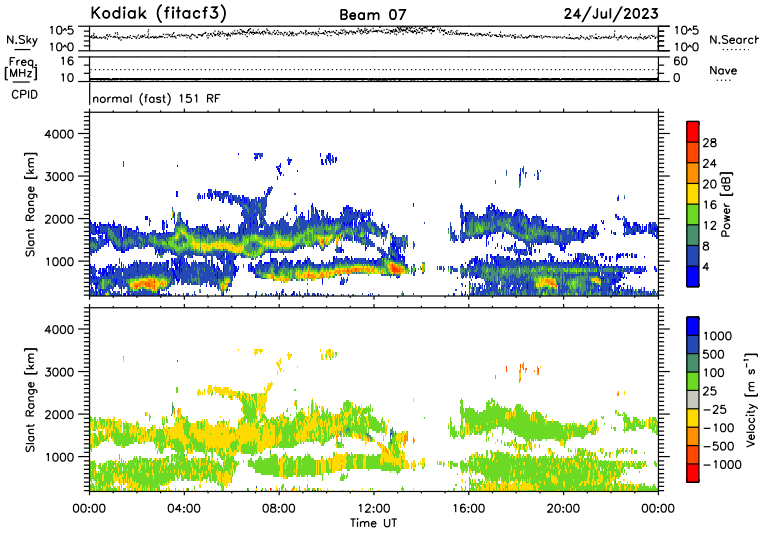 Kodiak (fitacf3) Beam 07 24/Jul/2023
N.Sky 10^5 10^0 10^5 10^0 N.Search
Freq. [MHz] 16 10 60 0 Nave
CPID normal (fast) 151 RF
Slant Range [km] 4000 3000 2000 1000
Power [dB] 28 24 20 16 12 8 4
Slant Range [km] 4000 3000 2000 1000
Velocity [m s⁻¹] 1000 500 100 25 −25 −100 −500 −1000
00:00 04:00 08:00 12:00 16:00 20:00 00:00
Time UT